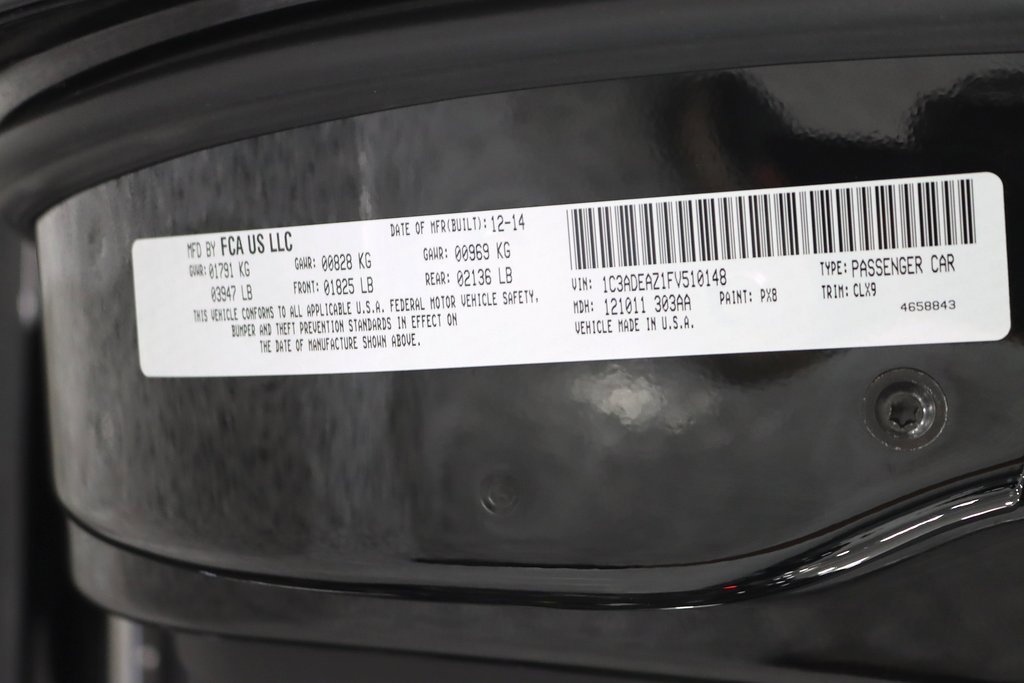 MFD BY FCA US LLC
DATE OF MFR(BUILT): 12-14
GVWR: 01791 KG GAWR: 00828 KG GAWR: 00969 KG
03947 LB FRONT: 01825 LB REAR: 02136 LB
THIS VEHICLE CONFORMS TO ALL APPLICABLE U.S.A. FEDERAL MOTOR VEHICLE SAFETY,
BUMPER AND THEFT PREVENTION STANDARDS IN EFFECT ON
THE DATE OF MANUFACTURE SHOWN ABOVE.
VIN: 1C3ADEAZ1FV510148 TYPE: PASSENGER CAR
MDH: 121011 303AA PAINT: PX8 TRIM: CLX9
VEHICLE MADE IN U.S.A. 4658843